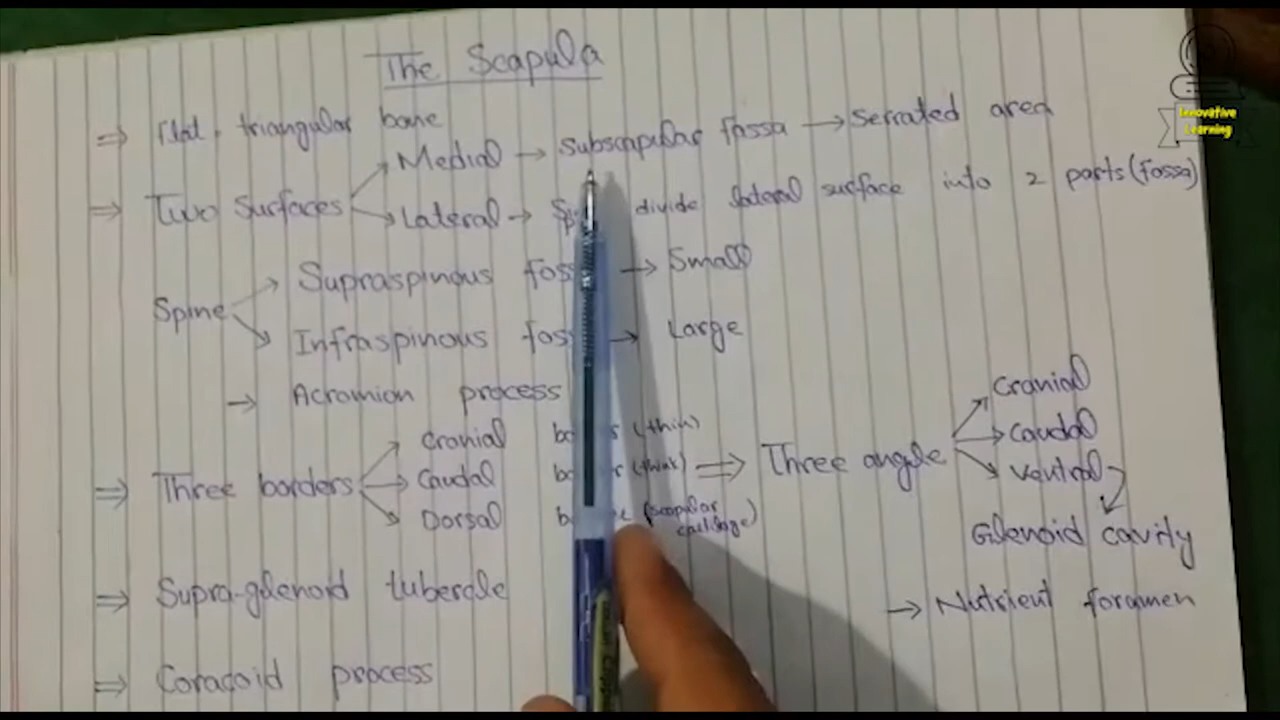 The Scapula
⇒ Flat, triangular bone
⇒ Two Surfaces
Medial → Subscapular fossa → Serrated area
Lateral → divide lateral surface into 2 parts (fossa)
Spine
Supraspinous → Small
Infraspinous → Large
→ Acromion process
⇒ Three borders
Cranial (thin)
Caudal
Dorsal (scapular cartilage)
⇒ Three angle
Cranial
Caudal
Ventral
Glenoid cavity
⇒ Supra-glenoid tubercle
→ Nutrient foramen
⇒ Coracoid process
Innovative
Learning